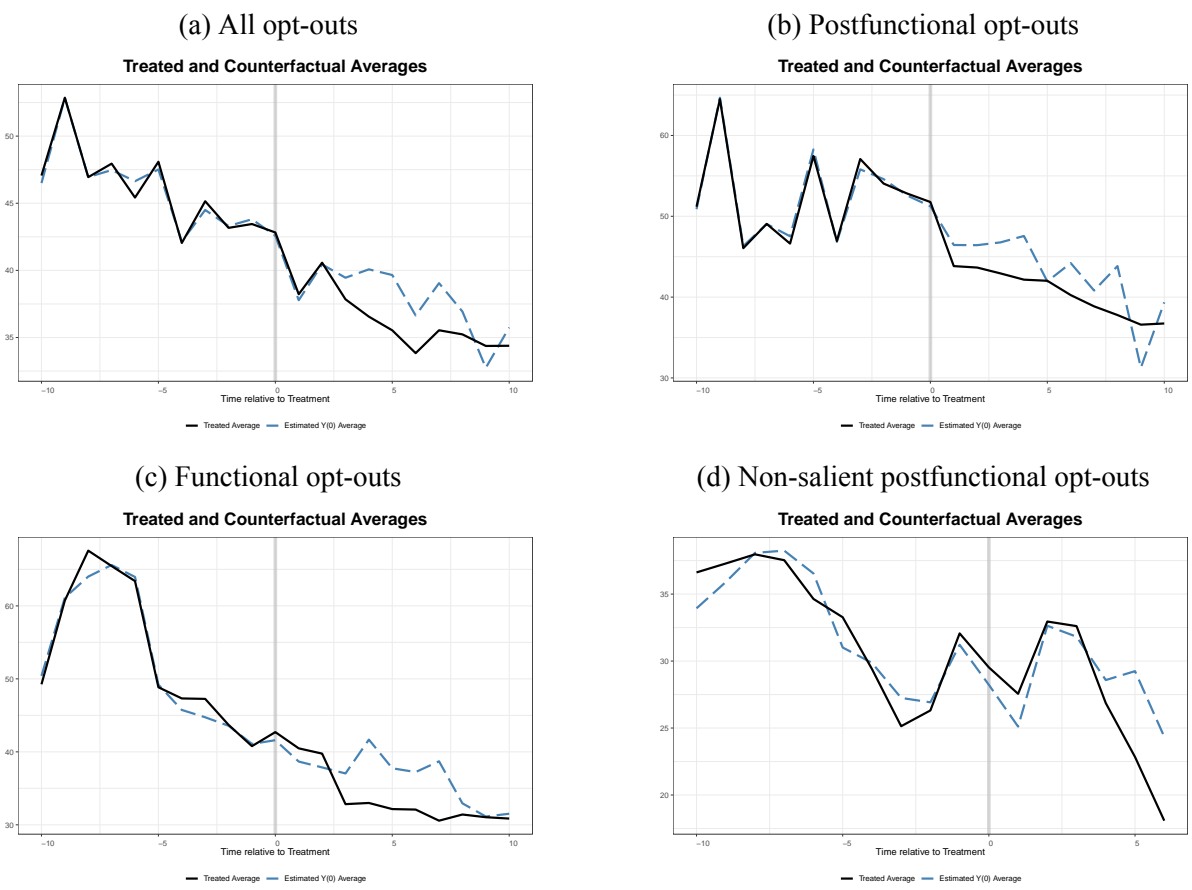 (a) All opt-outs
Treated and Counterfactual Averages
50
45
40
35
−10
−5
0
5
10
Time relative to Treatment
Treated Average
Estimated Y(0) Average
(b) Postfunctional opt-outs
Treated and Counterfactual Averages
60
50
40
30
−10
−5
0
5
10
Time relative to Treatment
Treated Average
Estimated Y(0) Average
(c) Functional opt-outs
Treated and Counterfactual Averages
60
50
40
30
−10
−5
0
5
10
Time relative to Treatment
Treated Average
Estimated Y(0) Average
(d) Non-salient postfunctional opt-outs
Treated and Counterfactual Averages
35
30
25
20
−10
−5
0
5
Time relative to Treatment
Treated Average
Estimated Y(0) Average